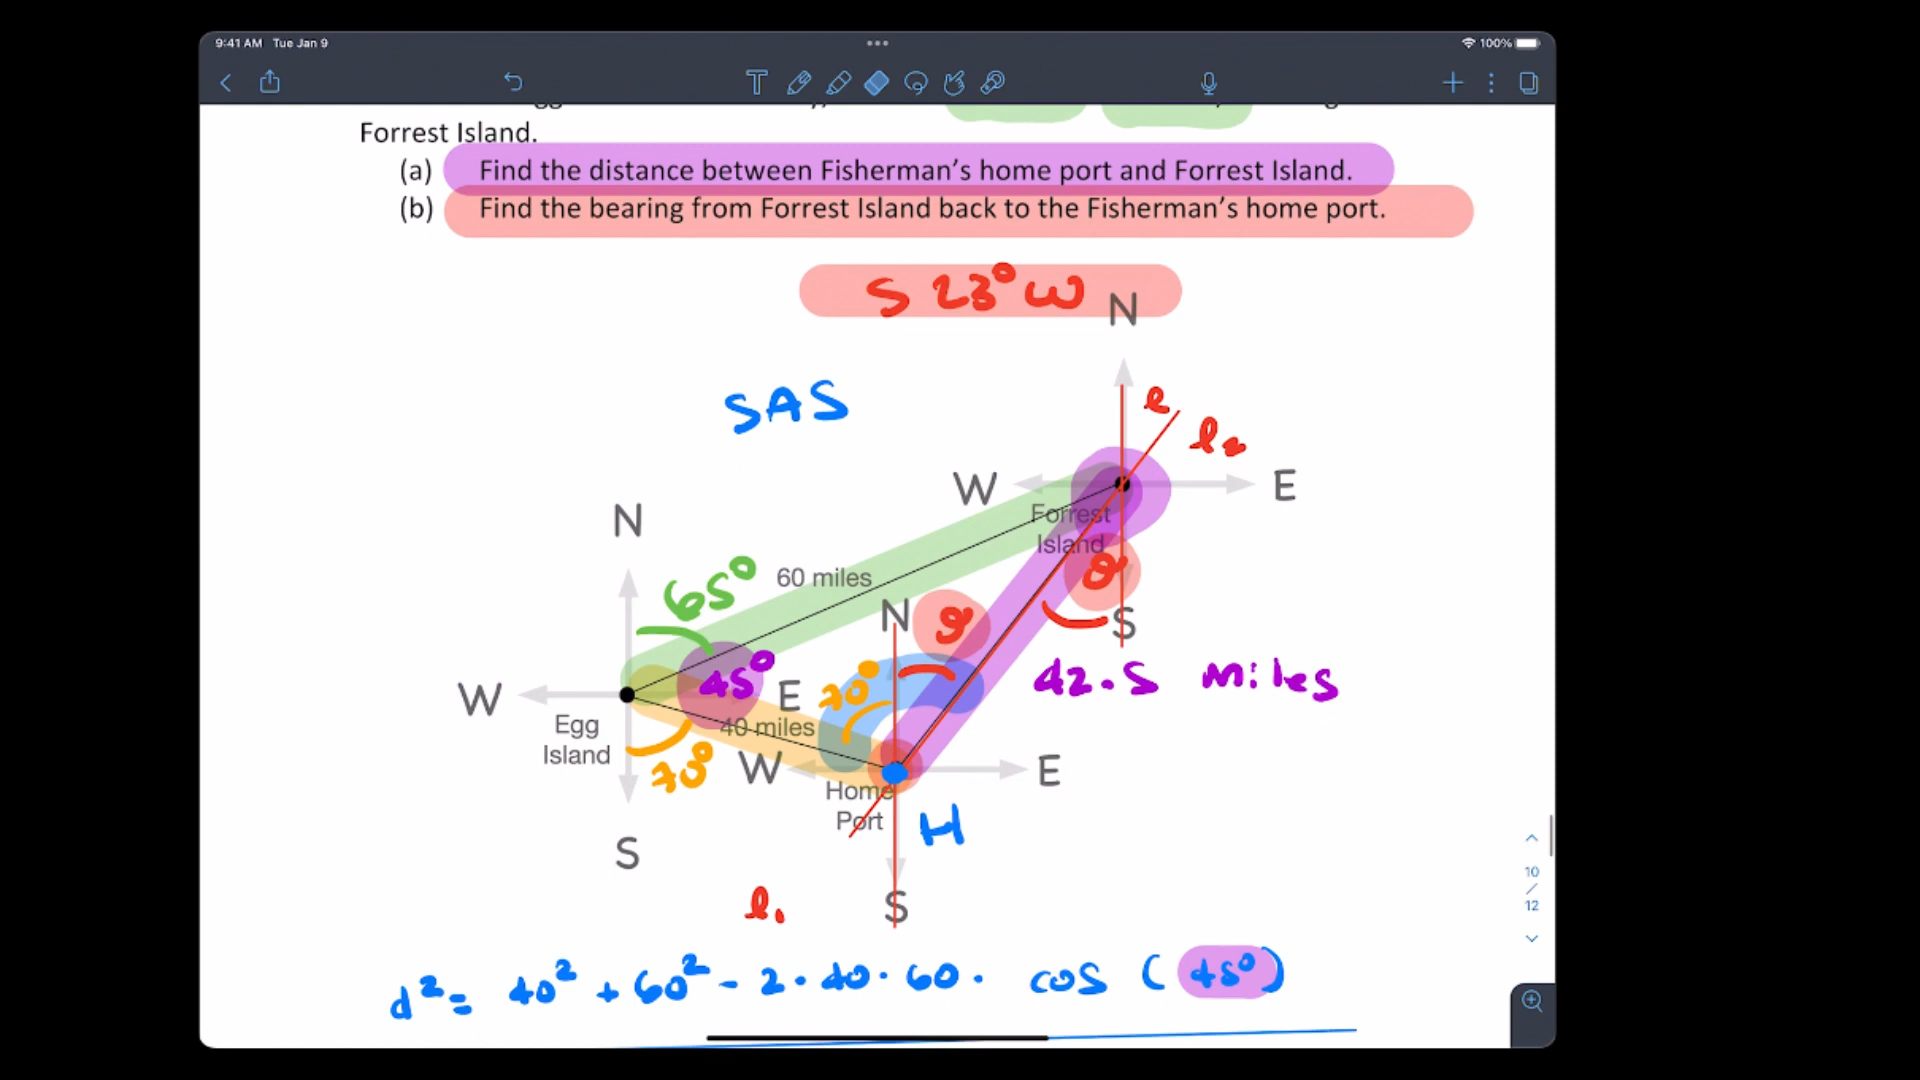 9:41 AM Tue Jan 9
100%
Forrest Island.
(a) Find the distance between Fisherman's home port and Forrest Island.
(b) Find the bearing from Forrest Island back to the Fisherman's home port.
S 23° W
N
SAS
l
l₂
W
E
Forrest
Island
N
65°
60 miles
N
θ
θ
S
W
45°
E
70°
42.5 miles
Egg
Island
40 miles
70°
W
E
Home
Port
H
S
l₁
S
10
/
12
d² = 40² + 60² - 2 · 40 · 60 · cos (45°)